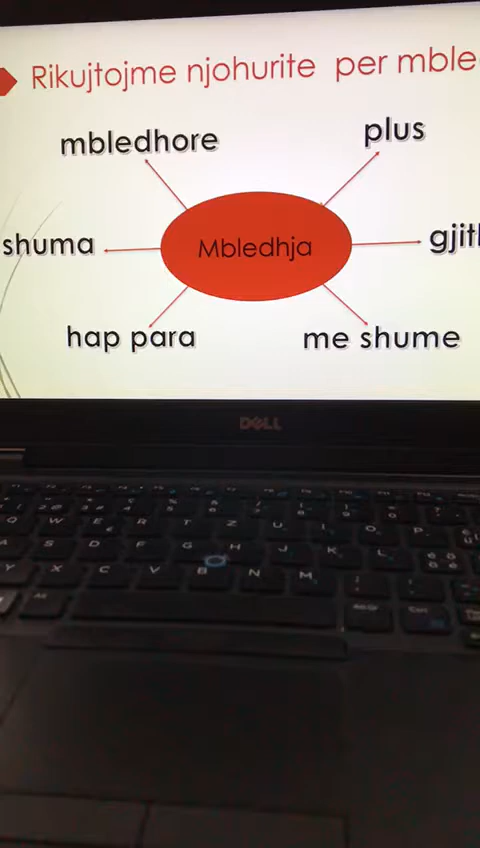 Rikujtojme njohurite per mble
mbledhore
plus
shuma
Mbledhja
gjit
hap para
me shume
DELL
Q W E R T Z U I O P
A S D F G H J K L
Y X C V B N M